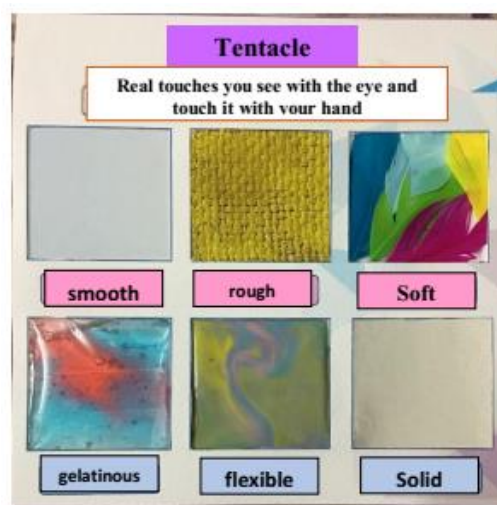 Tentacle
Real touches you see with the eye and
touch it with your hand
smooth
rough
Soft
gelatinous
flexible
Solid